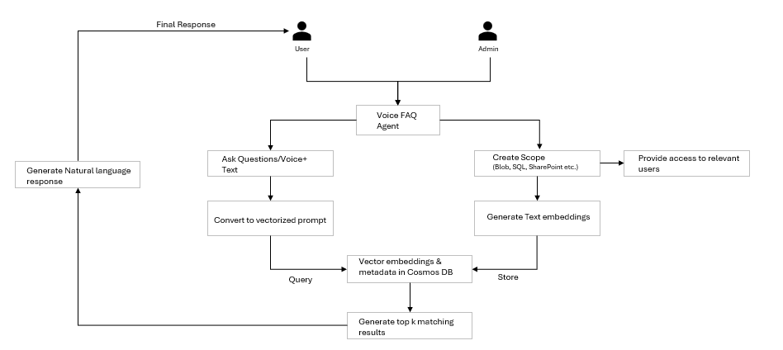 Final Response
User
Admin
Voice FAQ
Agent
Ask Questions/Voice+
Text
Create Scope
(Blob, SQL, SharePoint etc.)
Provide access to relevant
users
Generate Natural language
response
Convert to vectorized prompt
Generate Text embeddings
Vector embeddings &
metadata in Cosmos DB
Query
Store
Generate top k matching
results